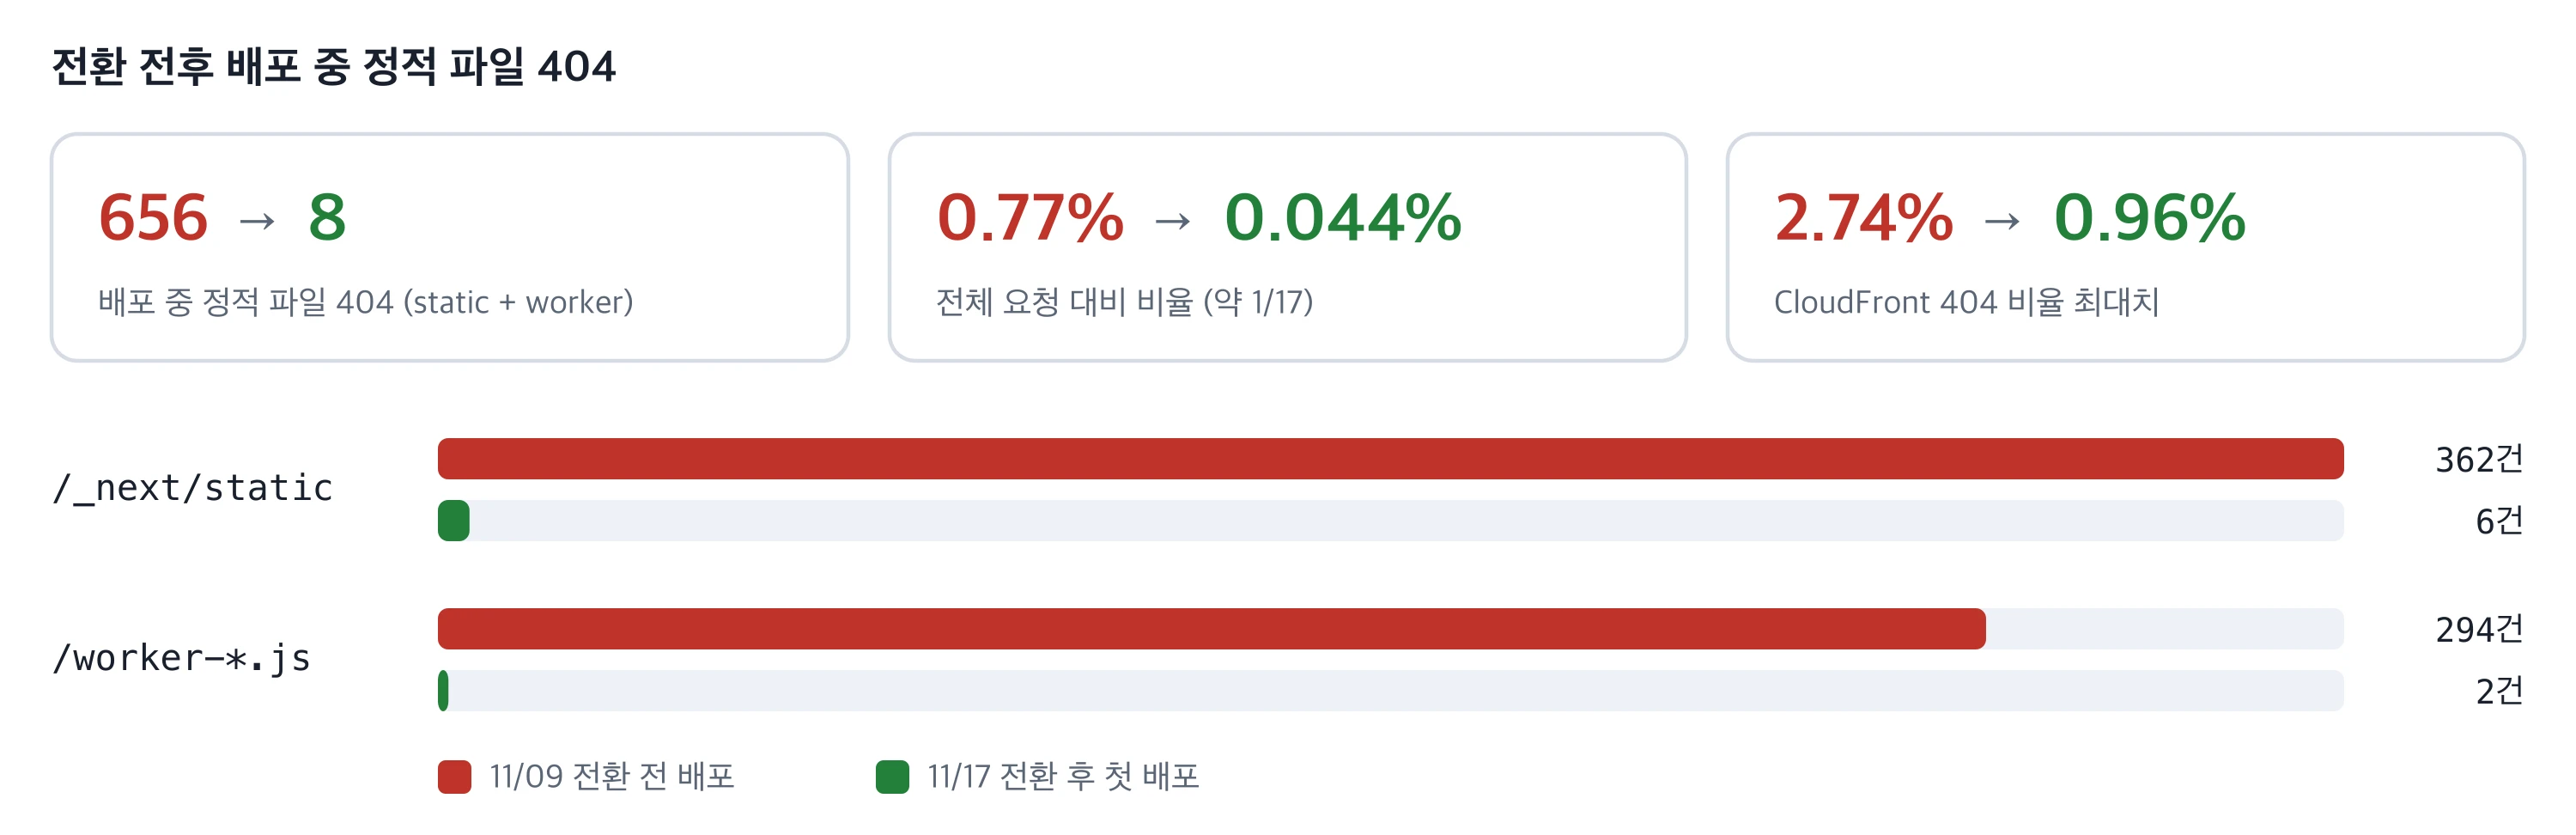 전환 전후 배포 중 정적 파일 404
656 → 8
배포 중 정적 파일 404 (static + worker)
0.77% → 0.044%
전체 요청 대비 비율 (약 1/17)
2.74% → 0.96%
CloudFront 404 비율 최대치
/_next/static
362건
6건
/worker-*.js
294건
2건
11/09 전환 전 배포
11/17 전환 후 첫 배포